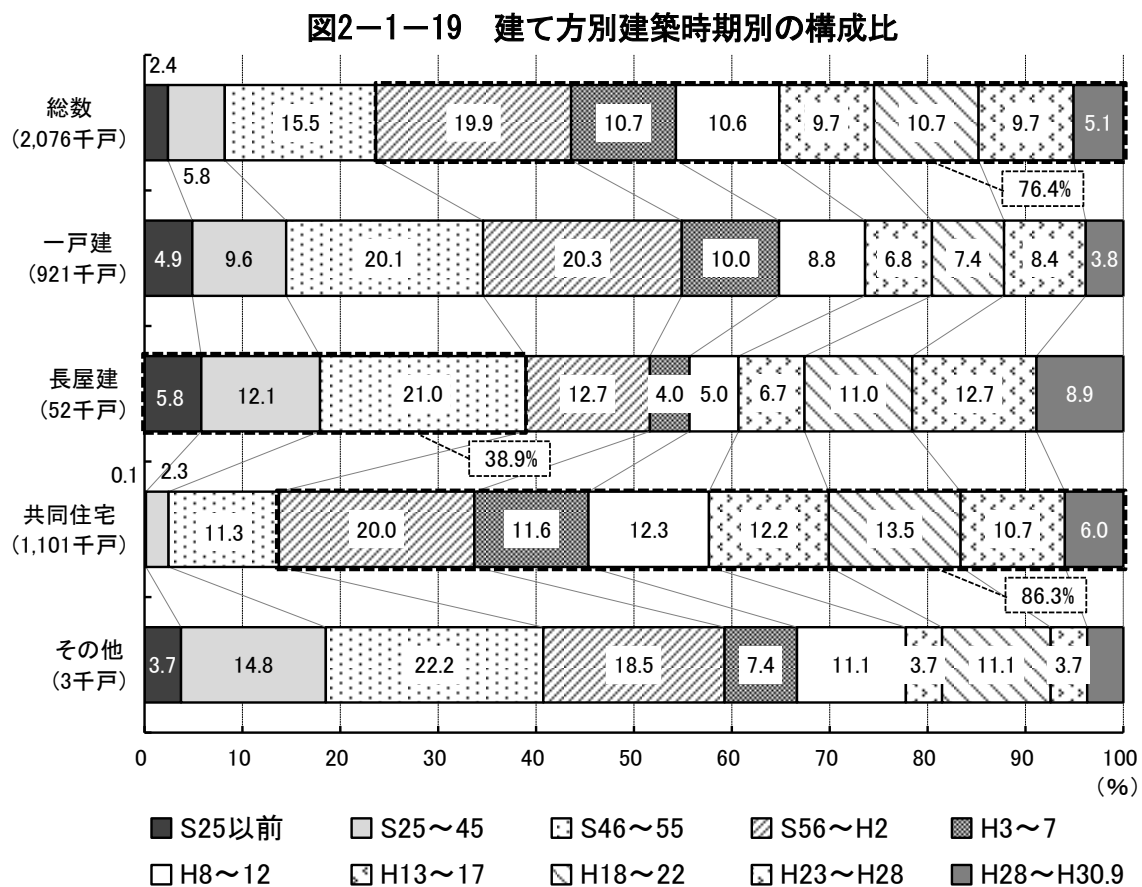 図2－1－19　建て方別建築時期別の構成比
2.4
総数
(2,076千戸)
15.5 19.9 10.7 10.6 9.7 10.7 9.7 5.1
5.8
76.4%
一戸建
(921千戸)
4.9 9.6 20.1 20.3 10.0 8.8 6.8 7.4 8.4 3.8
長屋建
(52千戸)
5.8 12.1 21.0 12.7 4.0 5.0 6.7 11.0 12.7 8.9
38.9%
0.1 2.3
共同住宅
(1,101千戸)
11.3 20.0 11.6 12.3 12.2 13.5 10.7 6.0
86.3%
その他
(3千戸)
3.7 14.8 22.2 18.5 7.4 11.1 3.7 11.1 3.7
0 10 20 30 40 50 60 70 80 90 100
(％)
S25以前 S25～45 S46～55 S56～H2 H3～7
H8～12 H13～17 H18～22 H23～H28 H28～H30.9